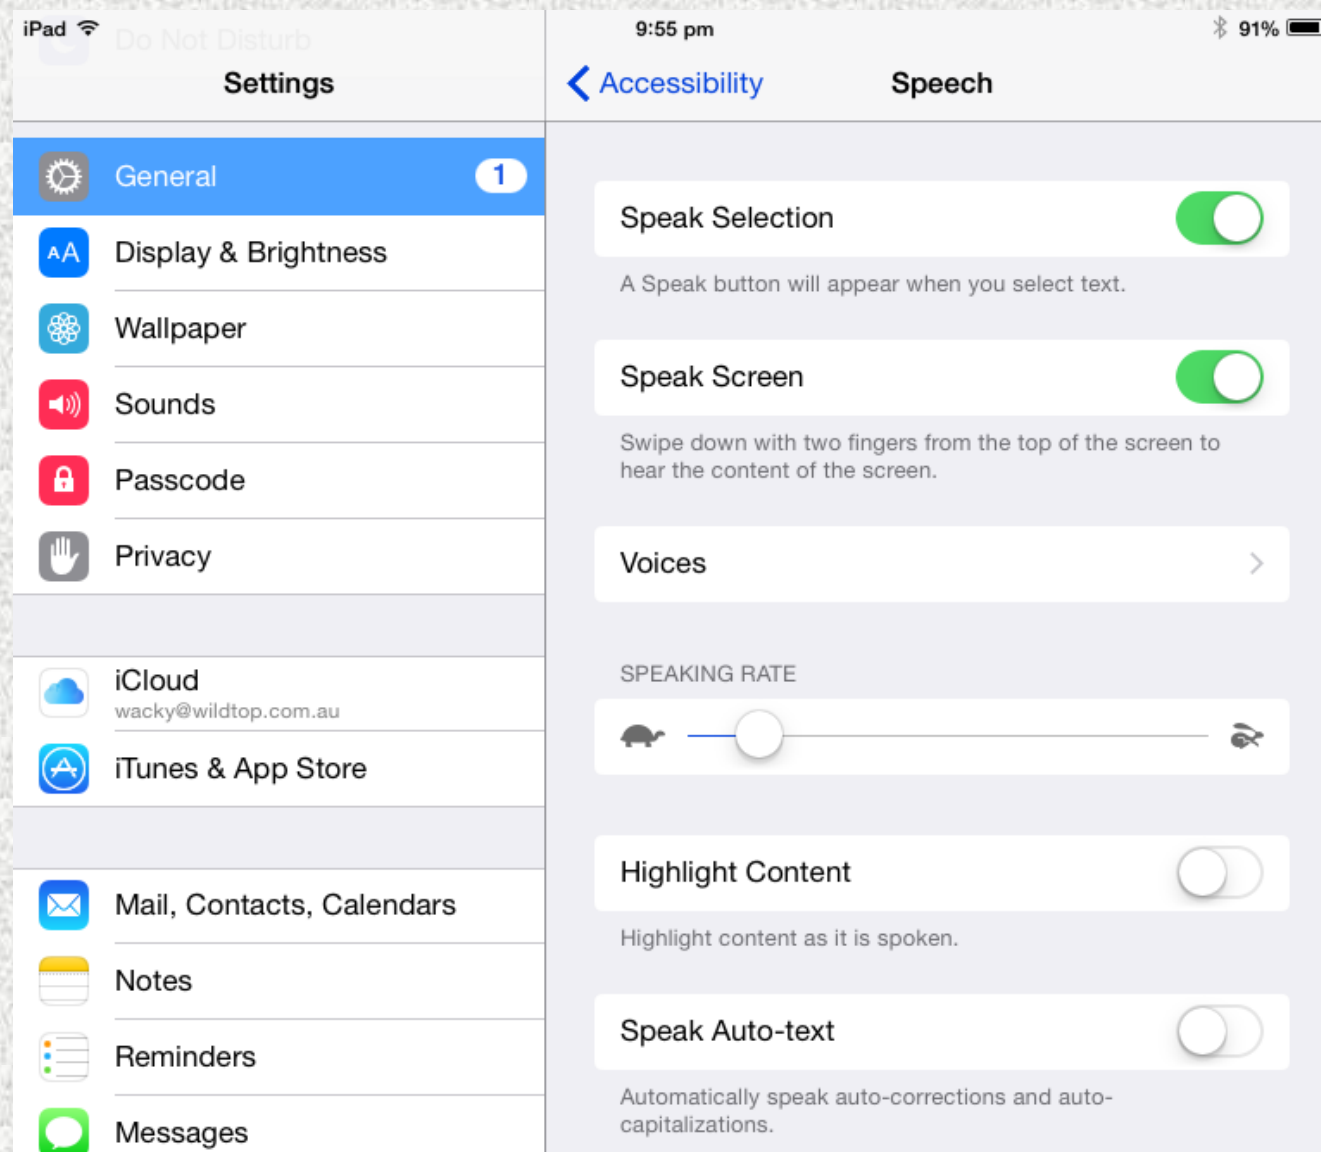 iPad
9:55 pm
91%
Do Not Disturb
Settings
Accessibility
Speech
General
1
Display & Brightness
Wallpaper
Sounds
Passcode
Privacy
iCloud
wacky@wildtop.com.au
iTunes & App Store
Mail, Contacts, Calendars
Notes
Reminders
Messages
Speak Selection
A Speak button will appear when you select text.
Speak Screen
Swipe down with two fingers from the top of the screen to
hear the content of the screen.
Voices
SPEAKING RATE
Highlight Content
Highlight content as it is spoken.
Speak Auto-text
Automatically speak auto-corrections and auto-
capitalizations.